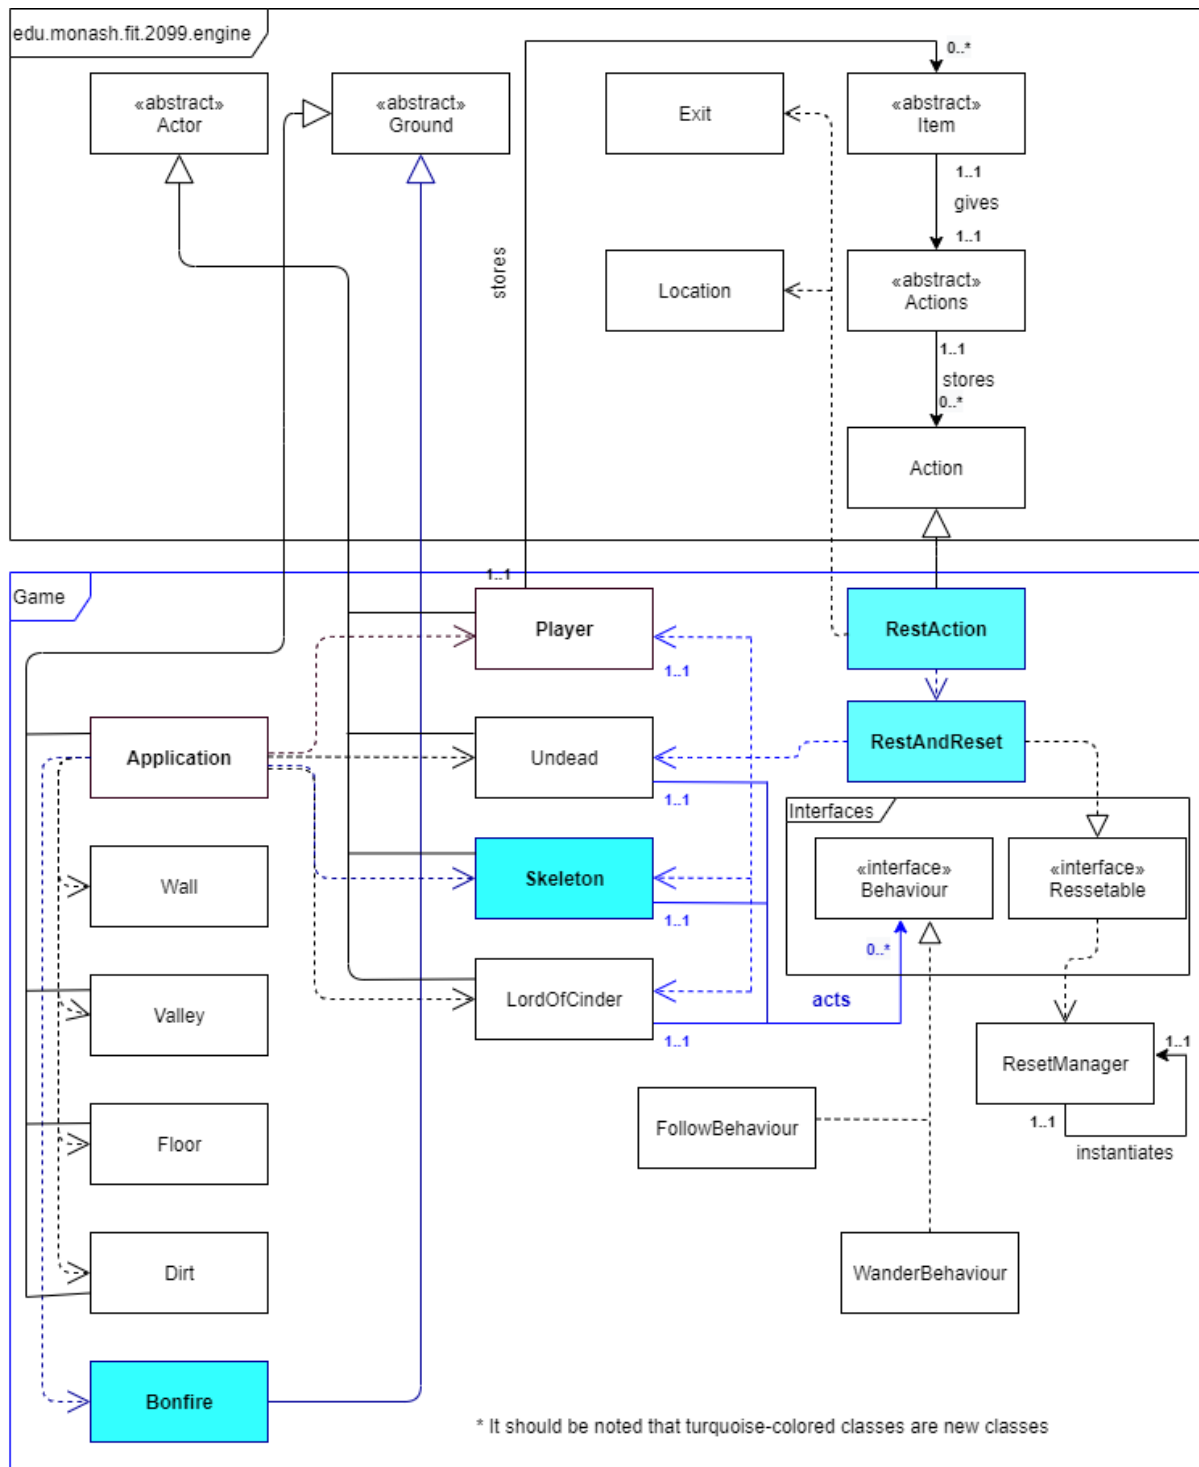 edu.monash.fit.2099.engine
0..*
«abstract»
Actor
«abstract»
Ground
Exit
«abstract»
Item
1..1
gives
1..1
stores
Location
«abstract»
Actions
1..1
stores
0..*
Action
1..1
Game
Player
RestAction
1..1
Application
Undead
RestAndReset
1..1
Interfaces
Wall
Skeleton
«interface»
Behaviour
«interface»
Ressetable
1..1
0..*
Valley
LordOfCinder
acts
1..1
ResetManager
1..1
1..1
instantiates
Floor
FollowBehaviour
Dirt
WanderBehaviour
Bonfire
* It should be noted that turquoise-colored classes are new classes